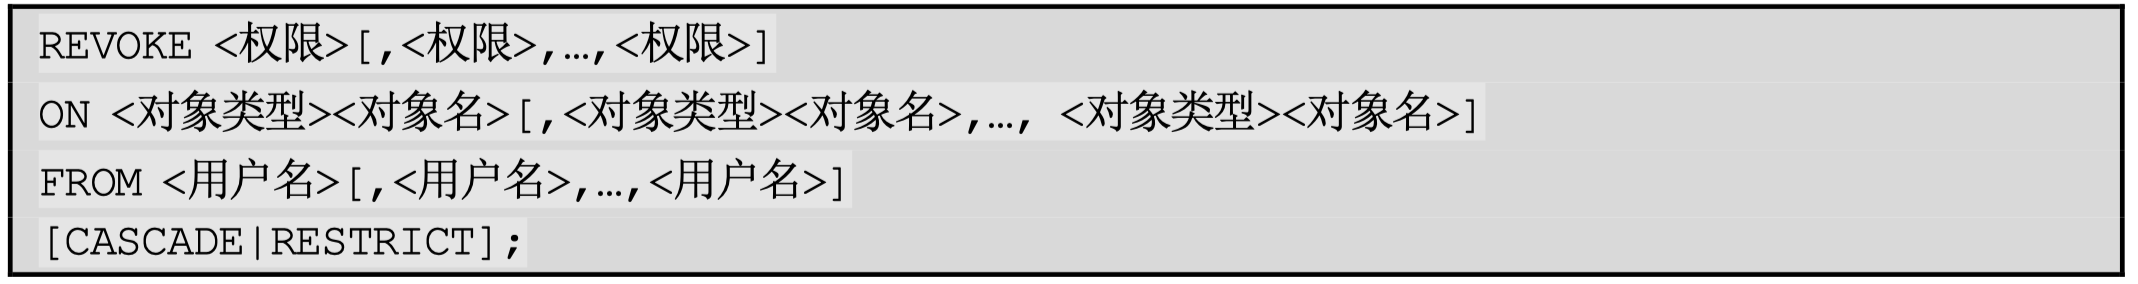 REVOKE <权限>[,<权限>,…,<权限>]
ON <对象类型><对象名>[,<对象类型><对象名>,…, <对象类型><对象名>]
FROM <用户名>[,<用户名>,…,<用户名>]
[CASCADE|RESTRICT];